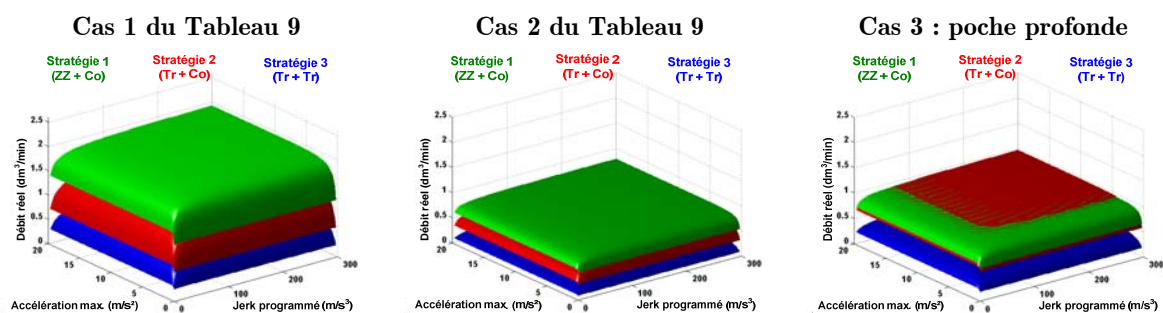 Cas 1 du Tableau 9
Stratégie 1
(ZZ + Co)
Stratégie 2
(Tr + Co)
Stratégie 3
(Tr + Tr)
Débit réel (dm³/min)
2.5
2
1.5
1
0.5
0
20
15
10
5
0
0
100
200
300
Accélération max. (m/s²)
Jerk programmé (m/s³)
Cas 2 du Tableau 9
Stratégie 1
(ZZ + Co)
Stratégie 2
(Tr + Co)
Stratégie 3
(Tr + Tr)
Débit réel (dm³/min)
2.5
2
1.5
1
0.5
0
20
15
10
5
0
0
100
200
300
Accélération max. (m/s²)
Jerk programmé (m/s³)
Cas 3 : poche profonde
Stratégie 1
(ZZ + Co)
Stratégie 2
(Tr + Co)
Stratégie 3
(Tr + Tr)
Débit réel (dm³/min)
2.5
2
1.5
1
0.5
0
20
15
10
5
0
0
100
200
300
Accélération max. (m/s²)
Jerk programmé (m/s³)